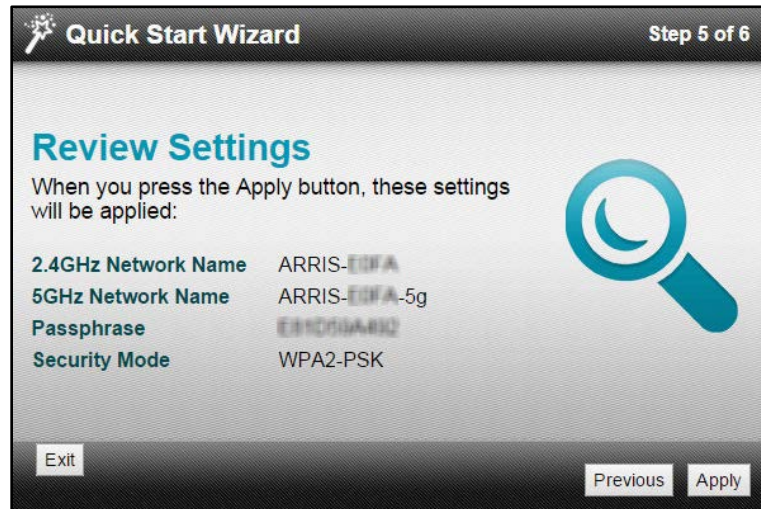 Quick Start Wizard
Step 5 of 6
Review Settings
When you press the Apply button, these settings
will be applied:
2.4GHz Network Name ARRIS-
5GHz Network Name ARRIS- -5g
Passphrase
Security Mode WPA2-PSK
Exit
Previous Apply